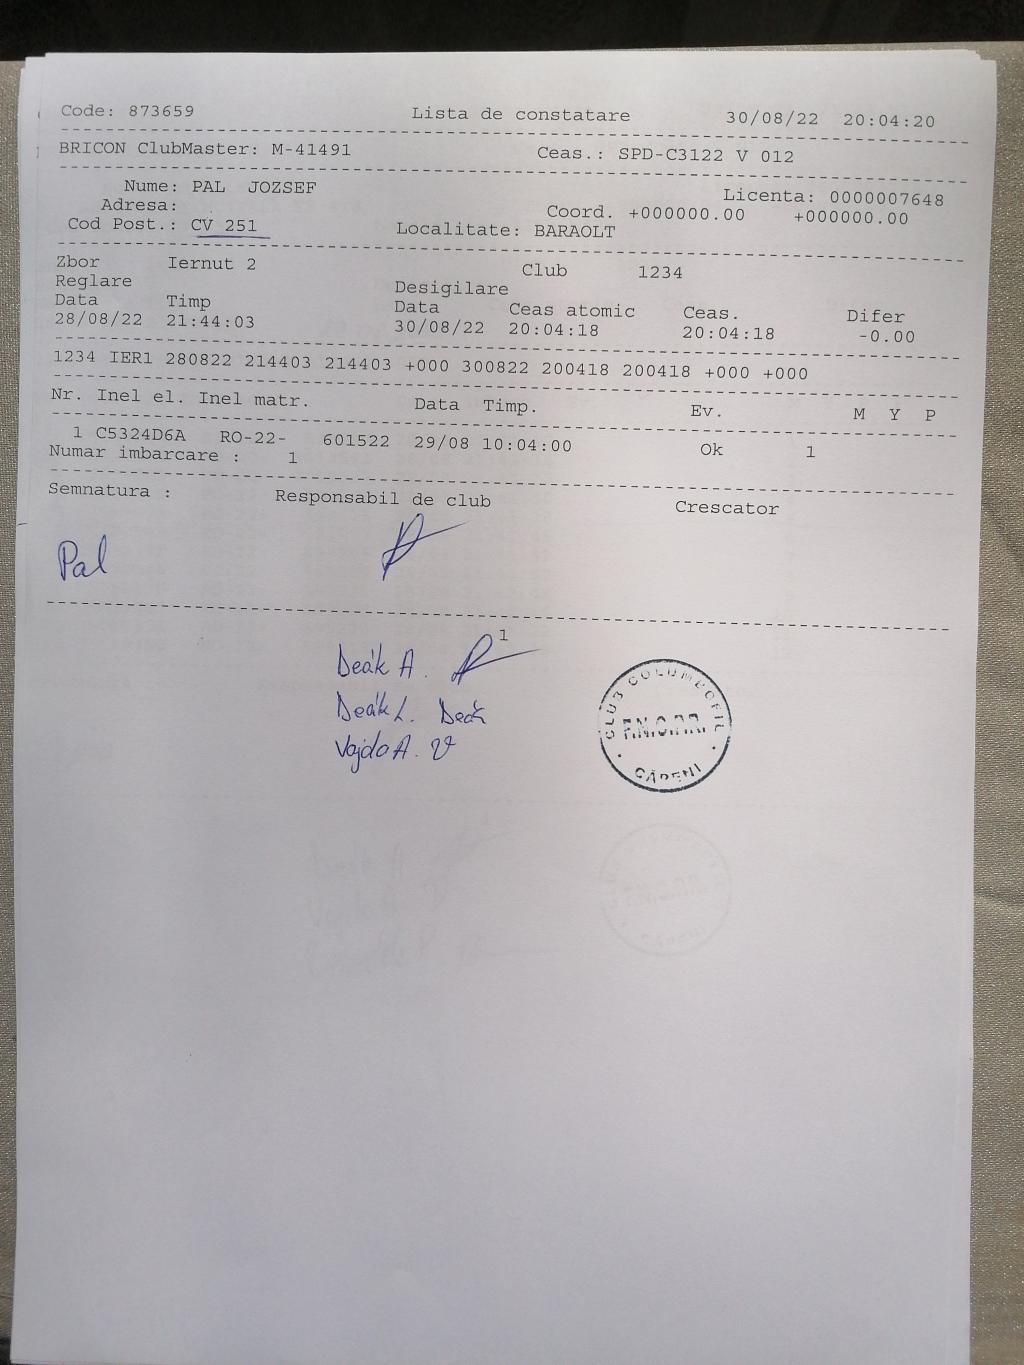 Code: 873659 Lista de constatare 30/08/22 20:04:20
BRICON ClubMaster: M-41491 Ceas.: SPD-C3122 V 012
Nume: PAL JOZSEF Licenta: 0000007648
Adresa: Coord. +000000.00 +000000.00
Cod Post.: CV 251 Localitate: BARAOLT
Zbor Iernut 2 Club 1234
Reglare Desigilare
Data Timp Data Ceas atomic Ceas. Difer
28/08/22 21:44:03 30/08/22 20:04:18 20:04:18 -0.00
1234 IER1 280822 214403 214403 +000 300822 200418 200418 +000 +000
Nr. Inel el. Inel matr. Data Timp. Ev. M Y P
1 C5324D6A RO-22- 601522 29/08 10:04:00 Ok 1
Numar imbarcare : 1
Semnatura : Responsabil de club Crescator
Pal
1
Deák A.
Deák L. Deák
Vajda A.
CLUB COLUMBOFIL
F.N.C.P.R.
CĂPENI